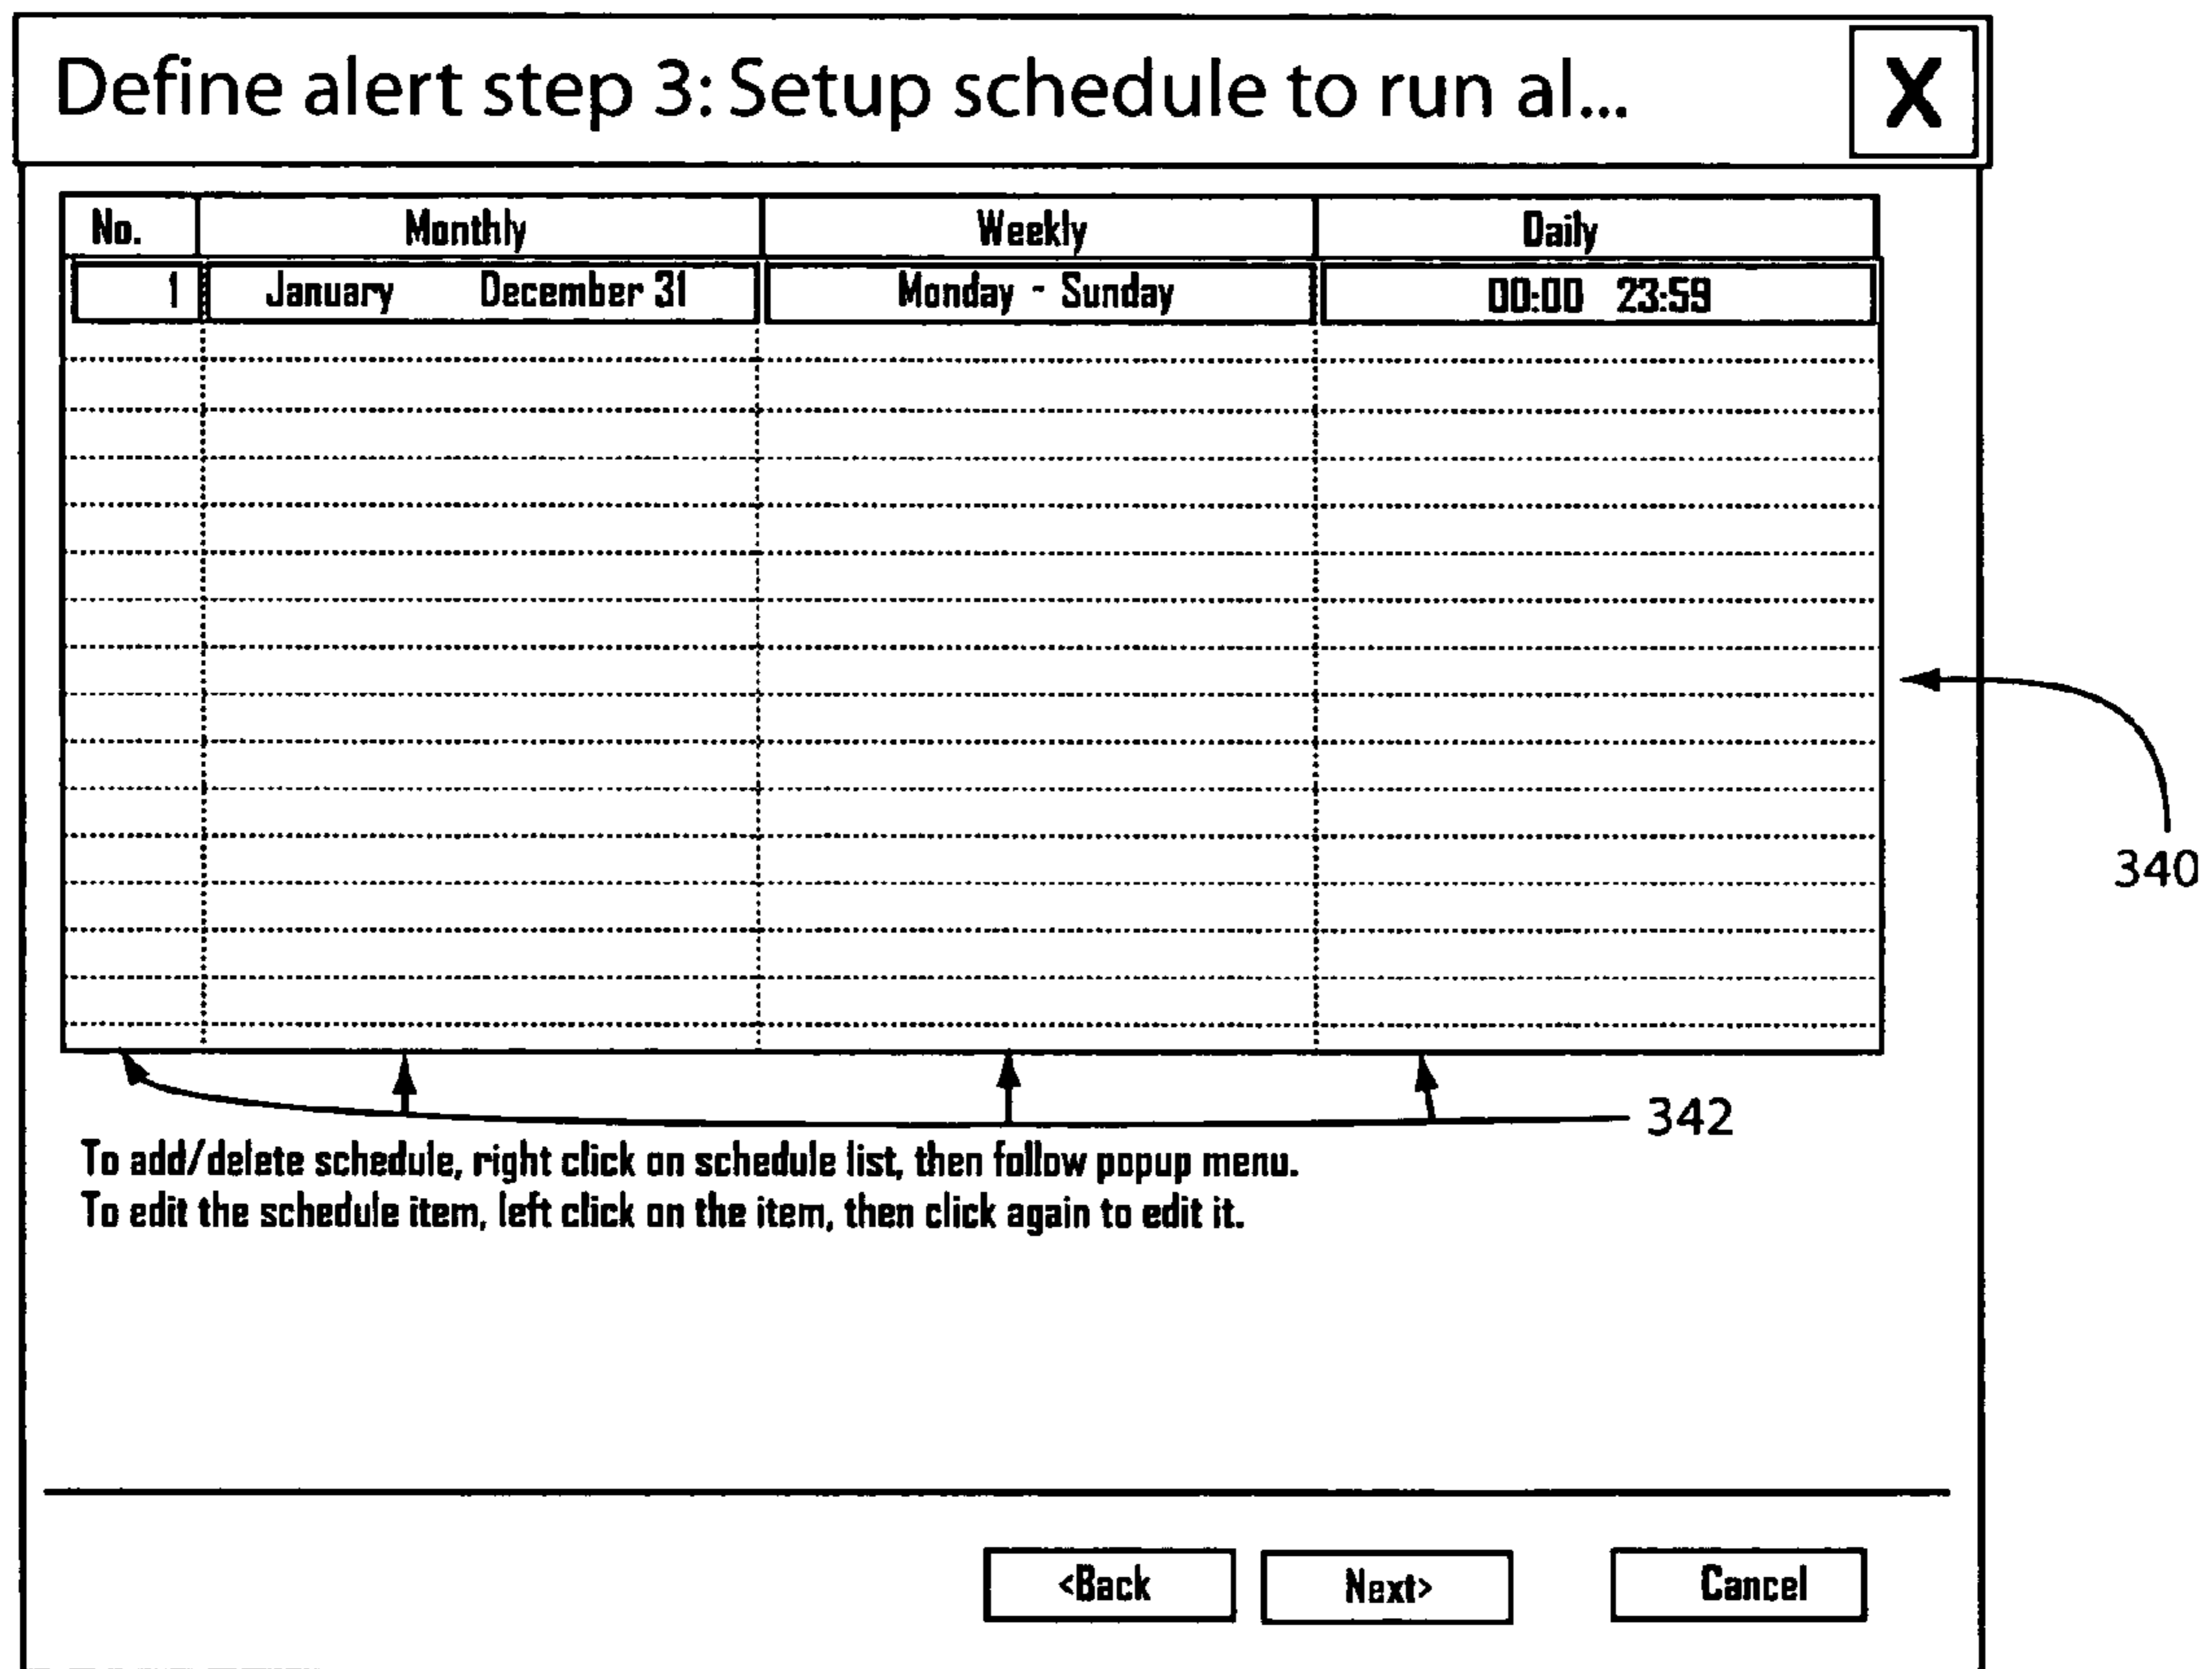 Define alert step 3: Setup schedule to run al...
X
No. Monthly Weekly Daily
1 January December 31 Monday - Sunday 00:00 23:59
340
342
To add/delete schedule, right click on schedule list, then follow popup menu.
To edit the schedule item, left click on the item, then click again to edit it.
<Back Next> Cancel